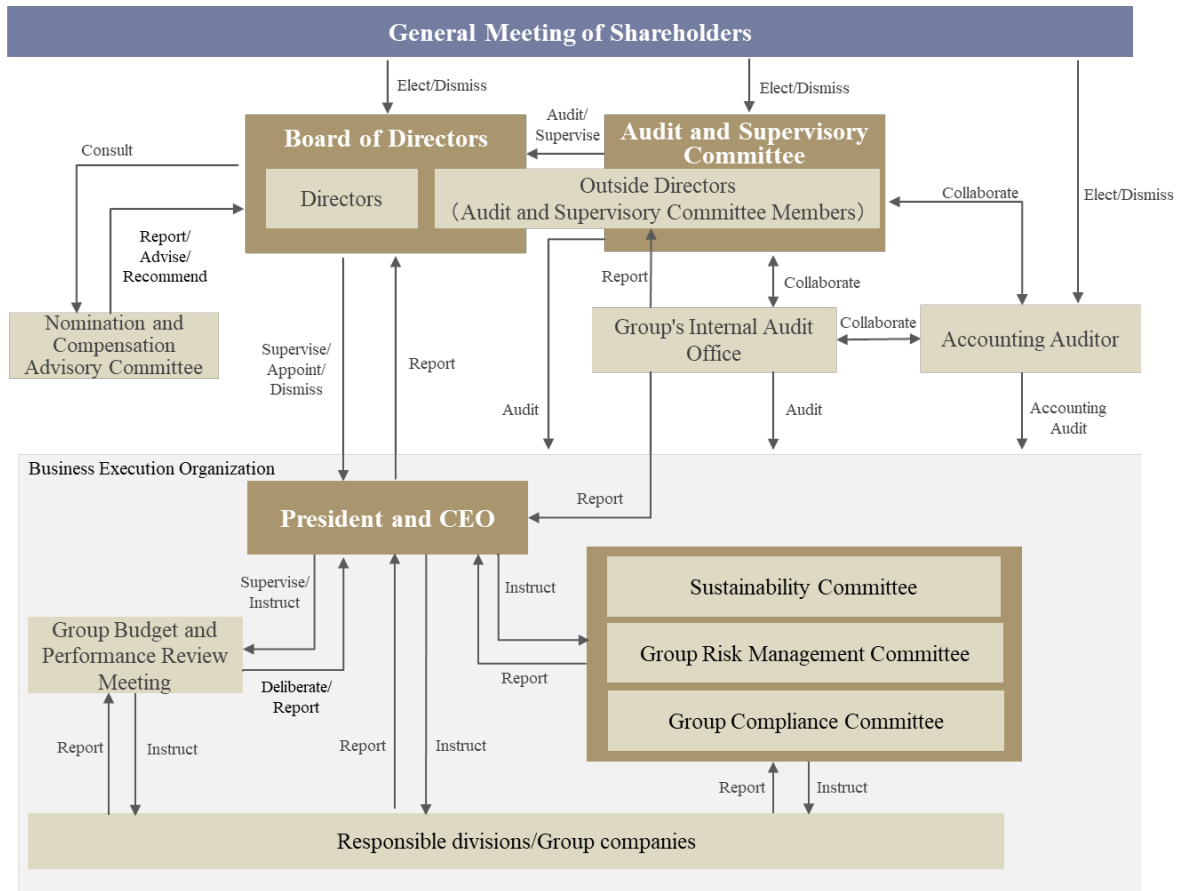 General Meeting of Shareholders
Elect/Dismiss
Elect/Dismiss
Elect/Dismiss
Board of Directors
Directors
Audit/
Supervise
Audit and Supervisory
Committee
Outside Directors
（Audit and Supervisory Committee Members）
Consult
Report/
Advise/
Recommend
Collaborate
Report
Collaborate
Nomination and
Compensation
Advisory Committee
Supervise/
Appoint/
Dismiss
Report
Group's Internal Audit
Office
Collaborate
Accounting Auditor
Audit
Audit
Accounting
Audit
Business Execution Organization
President and CEO
Report
Supervise/
Instruct
Instruct
Sustainability Committee
Group Risk Management Committee
Group Compliance Committee
Group Budget and
Performance Review
Meeting
Deliberate/
Report
Report
Report
Instruct
Report
Instruct
Report
Instruct
Responsible divisions/Group companies